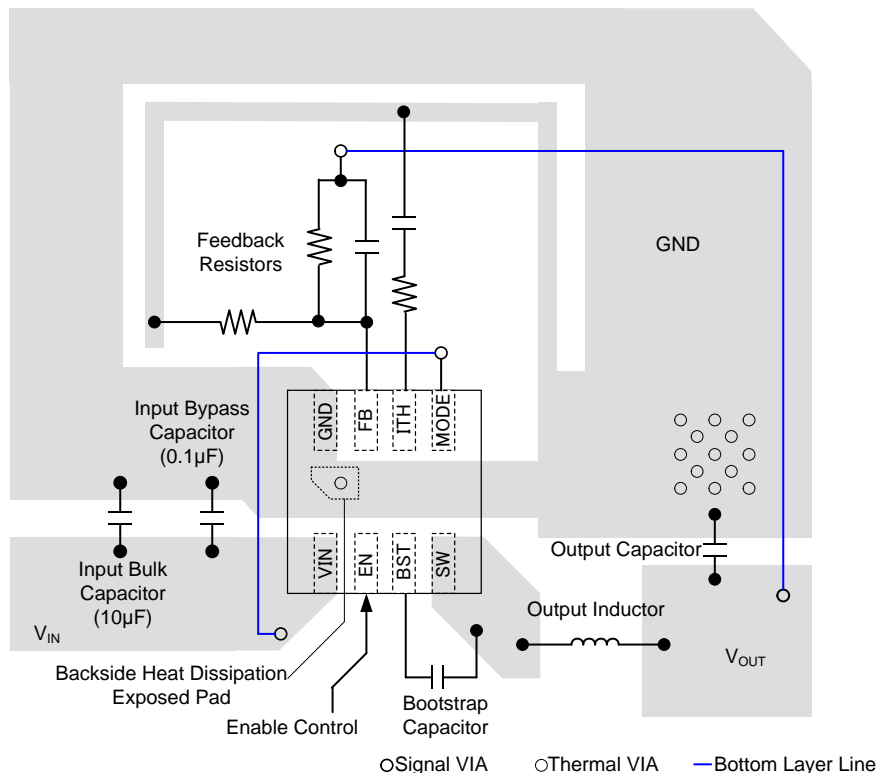 Feedback
Resistors
GND
Input Bypass
Capacitor
(0.1µF)
GND
FB
ITH
MODE
VIN
EN
BST
SW
Input Bulk
Capacitor
(10µF)
Output Capacitor
Output Inductor
VIN
VOUT
Backside Heat Dissipation
Exposed Pad
Enable Control
Bootstrap
Capacitor
Signal VIA
Thermal VIA
Bottom Layer Line